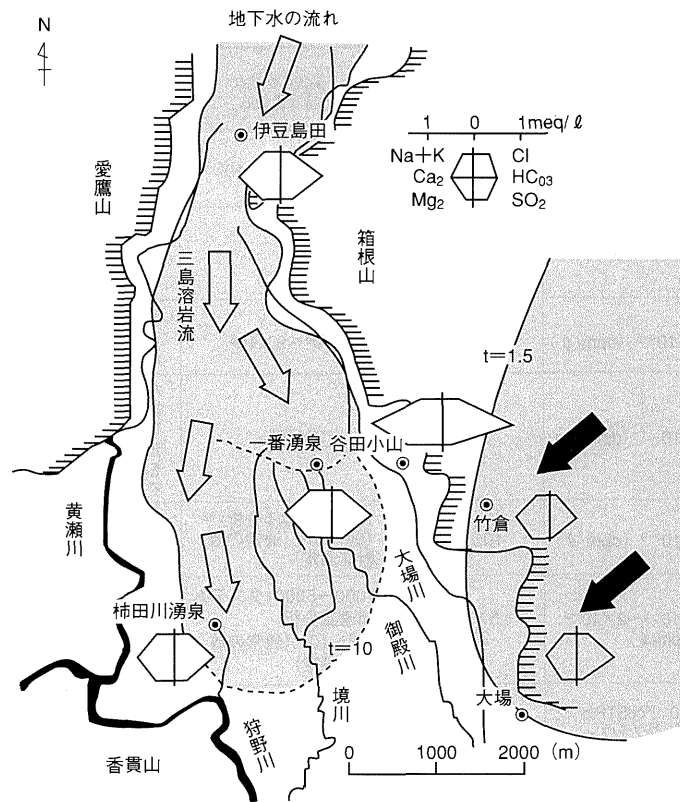 N
地下水の流れ
伊豆島田
1 0 1meq/ℓ
Na+K Cl
Ca2 HC03
Mg2 SO2
愛鷹山
箱根山
三島溶岩流
t=1.5
一番湧泉 谷田小山
竹倉
黄瀬川
大場川
柿田川湧泉
御殿川
t=10
大場
境川
狩野川
香貫山
0 1000 2000 (m)